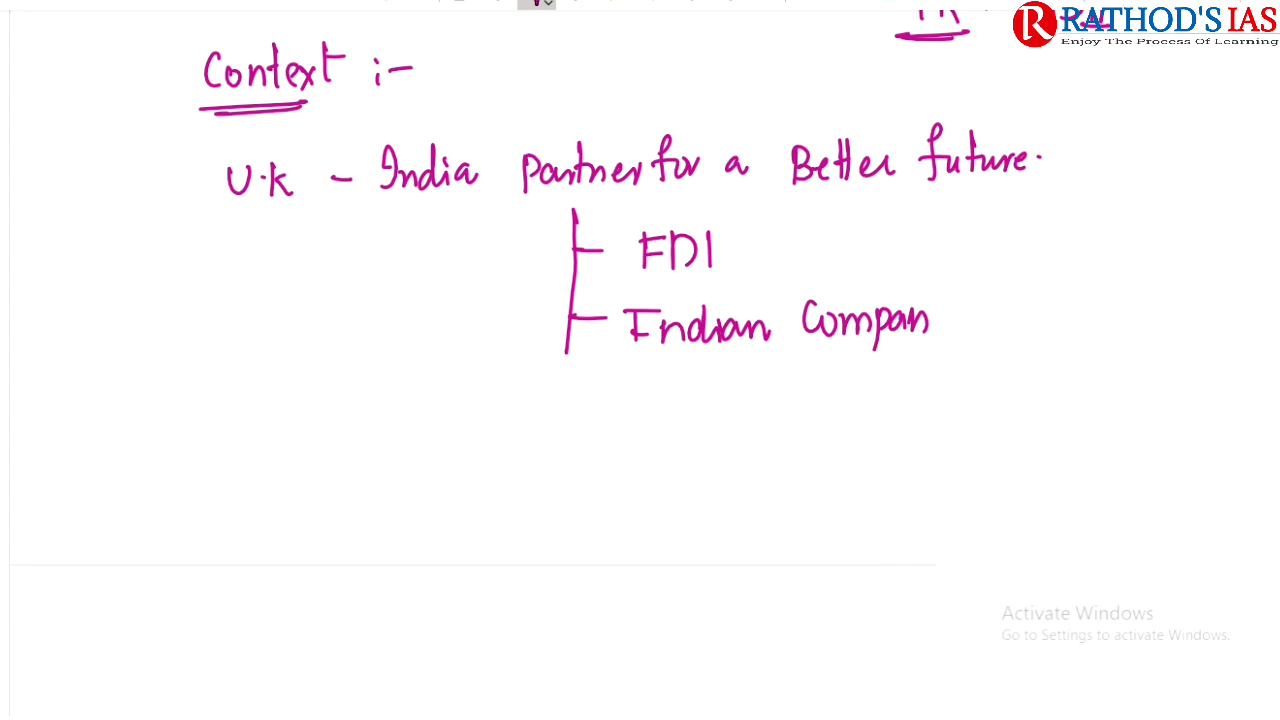 RATHOD'S IAS
Enjoy The Process Of Learning
Context :-
U.K - India Partner for a Better future.
FDI
Indian Compan
Activate Windows
Go to Settings to activate Windows.